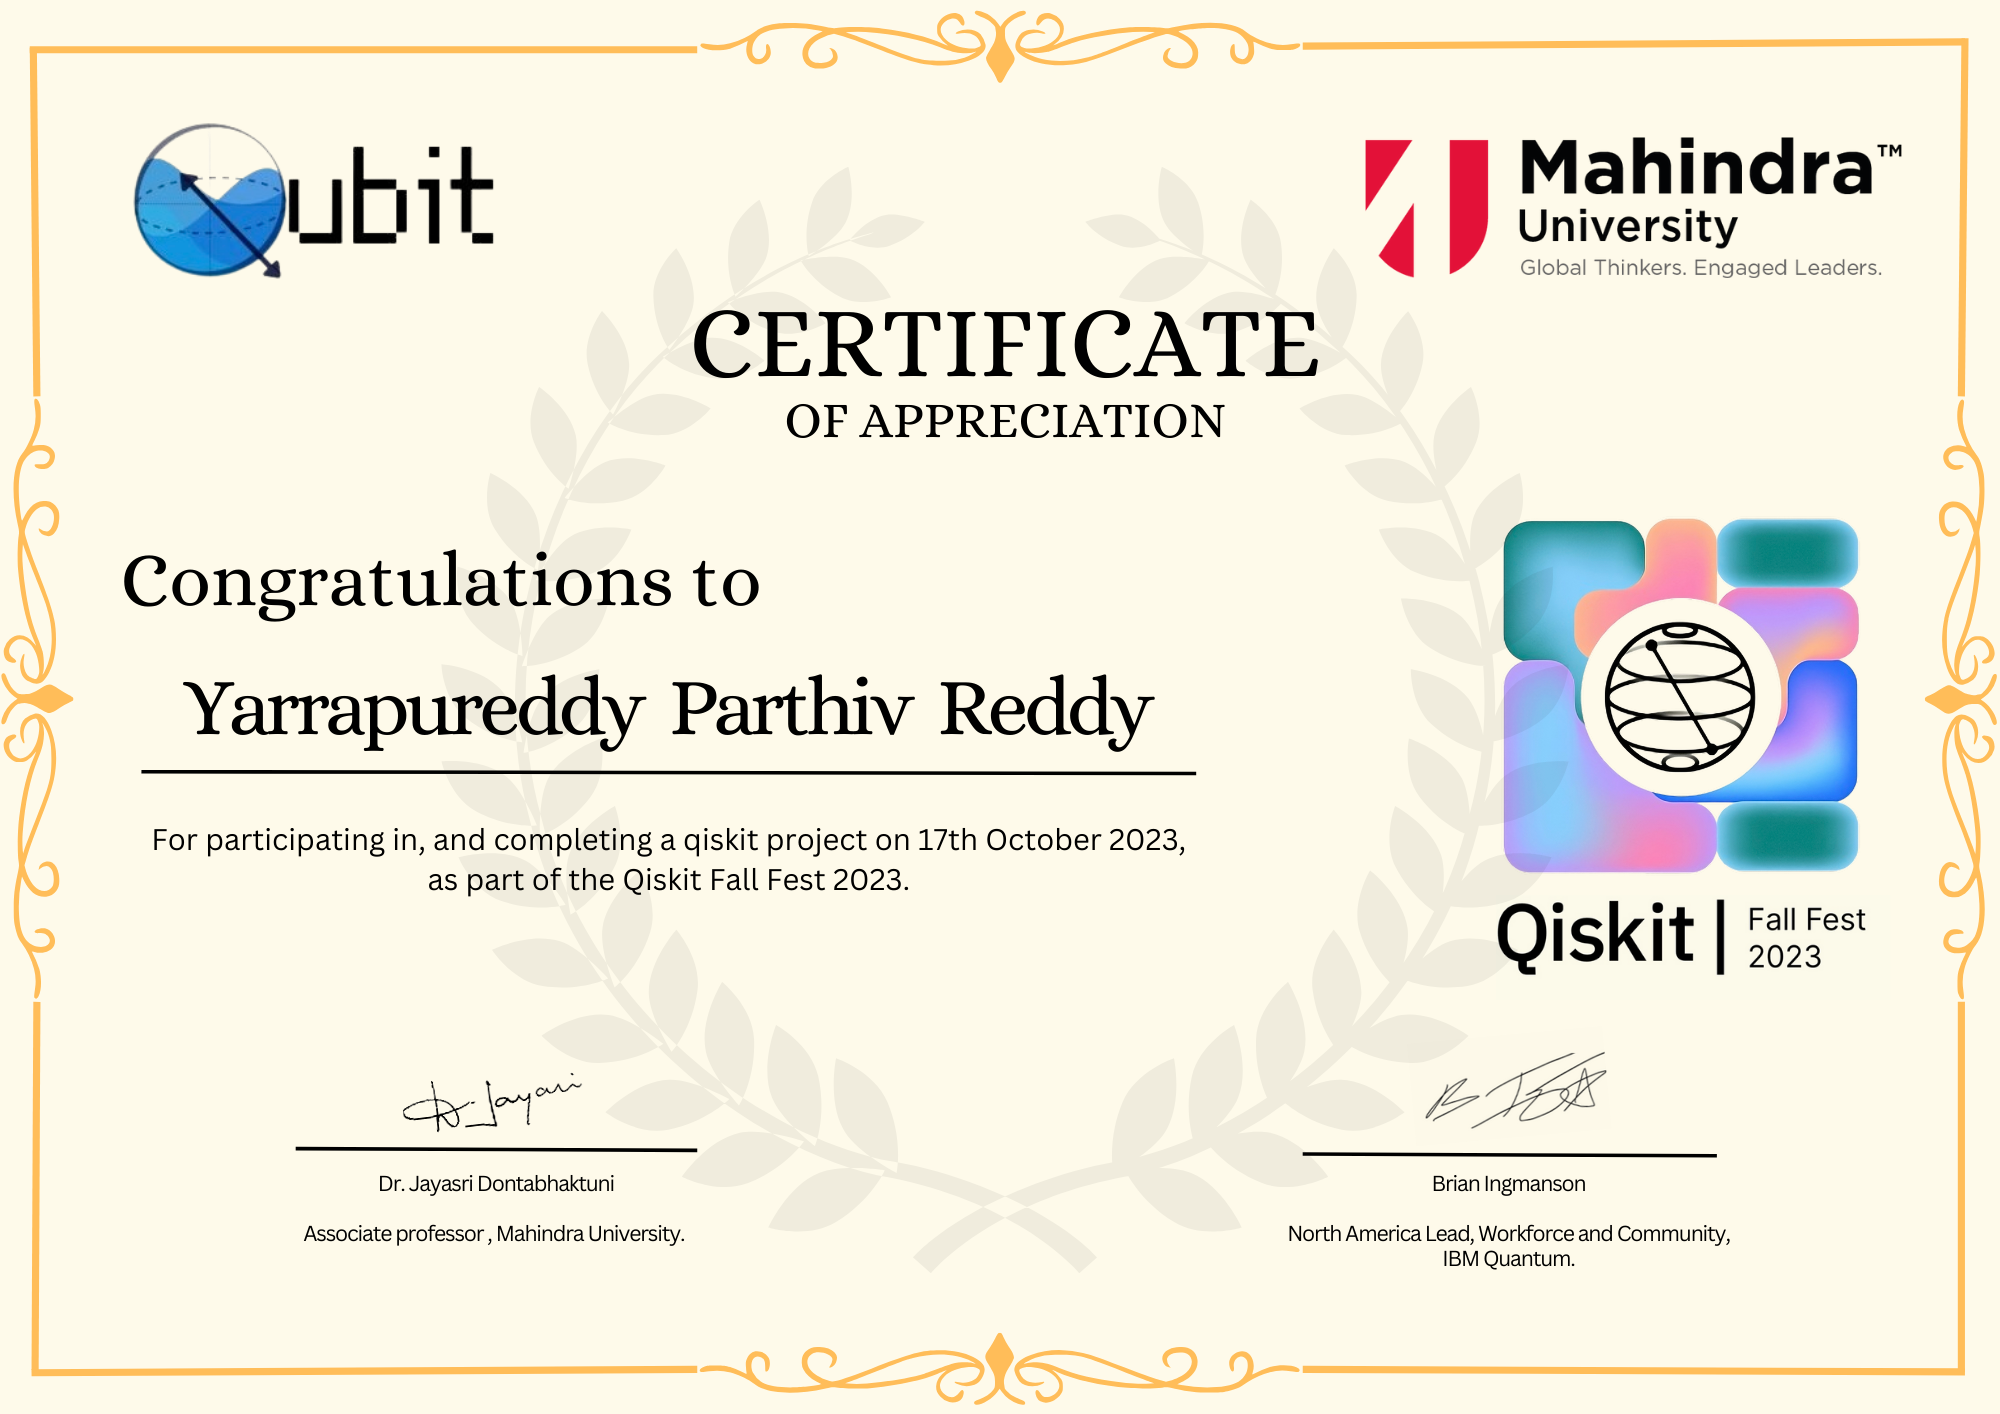 Qubit
Mahindra™
University
Global Thinkers. Engaged Leaders.
CERTIFICATE
OF APPRECIATION
Congratulations to
Yarrapureddy Parthiv Reddy
For participating in, and completing a qiskit project on 17th October 2023,
as part of the Qiskit Fall Fest 2023.
Qiskit | Fall Fest
2023
D. Jayasri
Dr. Jayasri Dontabhaktuni
Associate professor , Mahindra University.
Brian Ingmanson
North America Lead, Workforce and Community,
IBM Quantum.